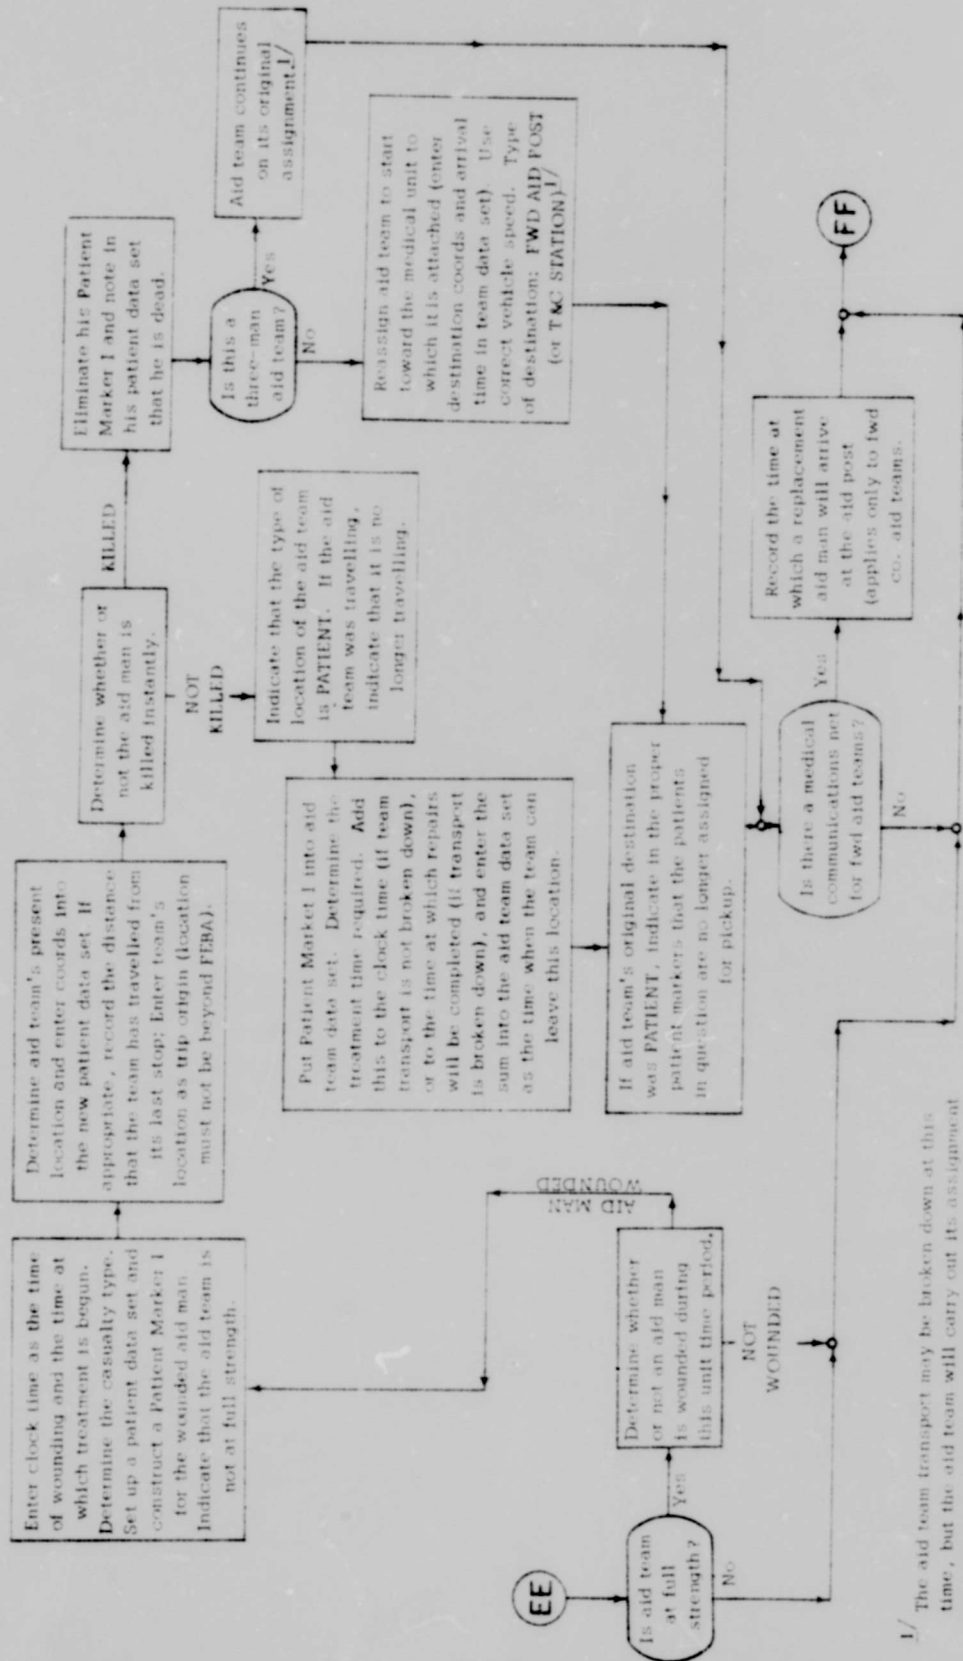 EE
Is aid team
at full
strength?
Yes
No
Determine whether
or not an aid man
is wounded during
this unit time period.
NOT
WOUNDED
AID MAN
WOUNDED
Enter clock time as the time
of wounding and the time at
which treatment is begun.
Determine the casualty type.
Set up a patient data set and
construct a Patient Marker I
for the wounded aid man
Indicate that the aid team is
not at full strength.
Determine aid team's present
location and enter coords into
the new patient data set. If
appropriate, record the distance
that the team has travelled from
its last stop; Enter team's
location as trip origin (location
must not be beyond FEBA).
Determine whether or
not the aid man is
killed instantly.
KILLED
NOT
KILLED
Eliminate his Patient
Marker I and note in
his patient data set
that he is dead.
Is this a
three-man
aid team?
Yes
No
Aid team continues
on its original
assignment.1/
Reassign aid team to start
toward the medical unit to
which it is attached (enter
destination coords and arrival
time in team data set). Use
correct vehicle speed. Type
of destination: FWD AID POST
(or T&C STATION)1/
Indicate that the type of
location of the aid team
is PATIENT. If the aid
team was travelling,
indicate that it is no
longer travelling.
Put Patient Market I into aid
team data set. Determine the
treatment time required. Add
this to the clock time (if team
transport is not broken down),
or to the time at which repairs
will be completed (if transport
is broken down), and enter the
sum into the aid team data set
as the time when the team can
leave this location.
If aid team's original destination
was PATIENT, indicate in the proper
patient markers that the patients
in question are no longer assigned
for pickup.
Is there a medical
communications net
for fwd aid teams?
Yes
No
Record the time at
which a replacement
aid man will arrive
at the aid post
(applies only to fwd
co. aid teams.
FF
1/ The aid team transport may be broken down at this
time, but the aid team will carry out its assignment